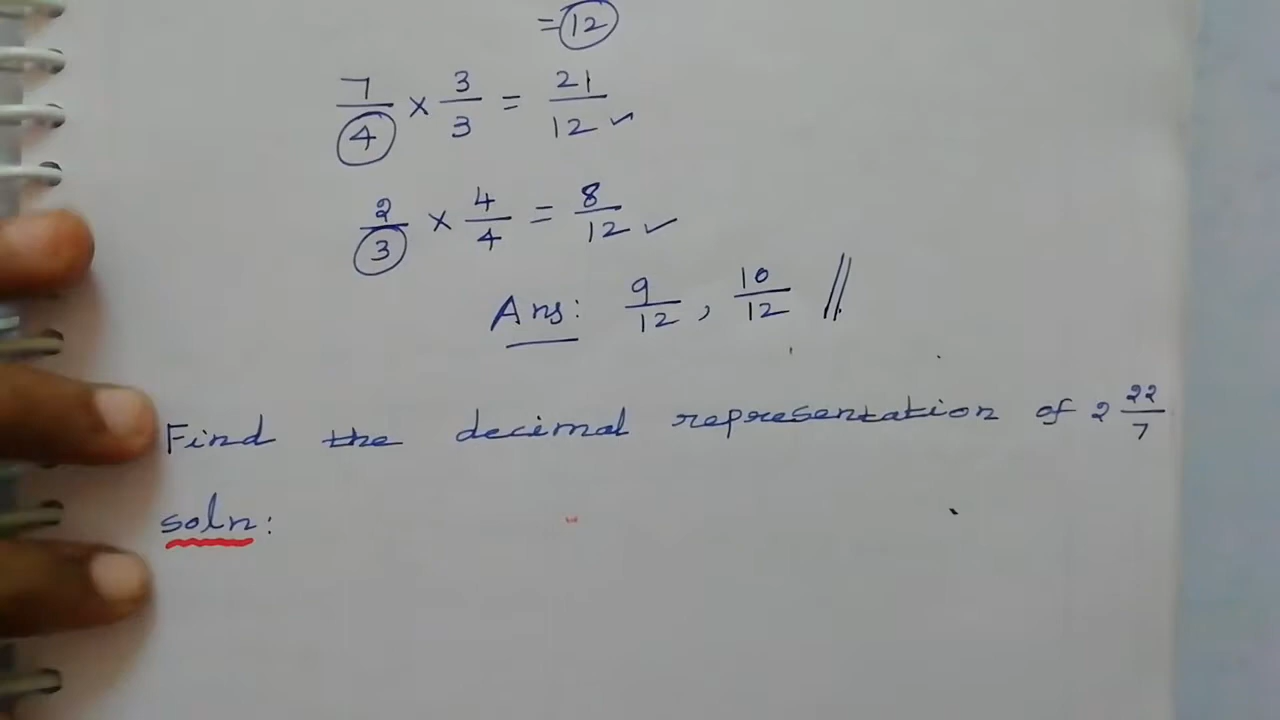 = 12
7/4 × 3/3 = 21/12 ✓
2/3 × 4/4 = 8/12 ✓
Ans: 9/12, 10/12 //
Find the decimal representation of 2 22/7
soln: